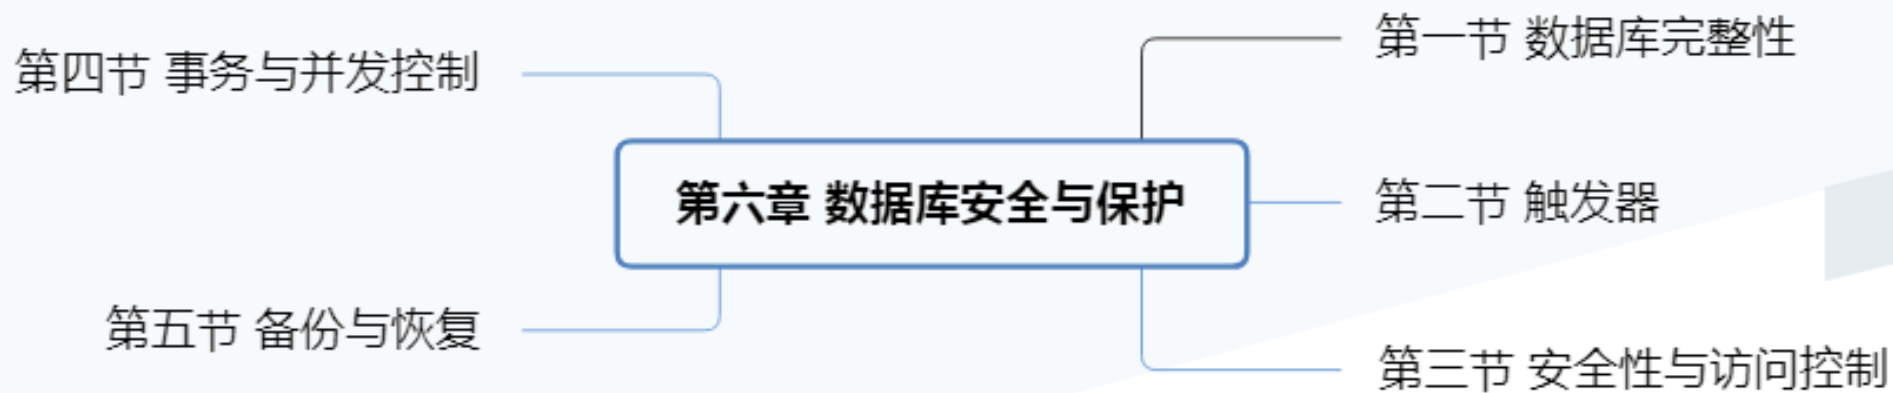 第四节 事务与并发控制
第一节 数据库完整性
第六章 数据库安全与保护
第二节 触发器
第五节 备份与恢复
第三节 安全性与访问控制